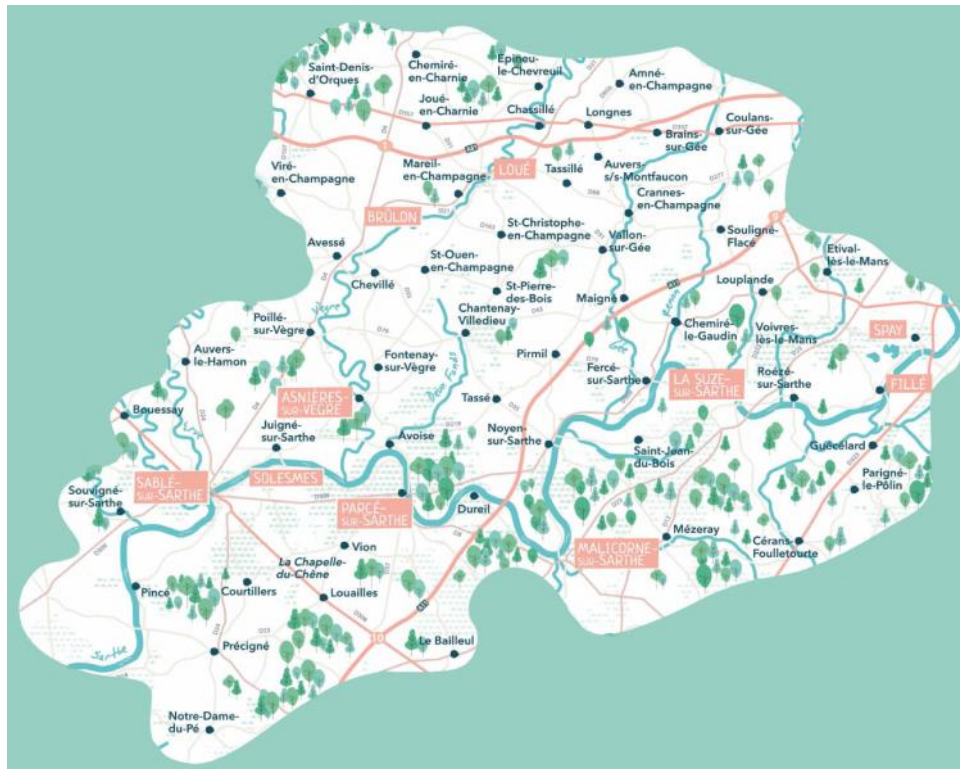 Saint-Denis-
d'Orques
Chemiré-
en-Charnie
Epineu-
le-Chevreuil
Amné-
en-Champagne
Joué-
en-Charnie
Chassillé
Longnes
Brains-
sur-Gée
Coulans-
sur-Gée
Viré-
en-Champagne
Mareil-
en-Champagne
LOUÉ
Tassillé
Auvers-
s/s-Montfaucon
Crannes-
en-Champagne
BRÛLON
Avessé
St-Christophe-
en-Champagne
Vallon-
sur-Gée
Souligné-
Flacé
Etival-
lès-le-Mans
St-Ouen-
en-Champagne
Chevillé
St-Pierre-
des-Bois
Maigné
Louplande
Vègre
Poillé-
sur-Vègre
Chantenay-
Villedieu
Chemiré-
le-Gaudin
Voivres-
lès-le-Mans
SPAY
Auvers-
le-Hamon
Fontenay-
sur-Vègre
Pirmil
Gée
Fercé-
sur-Sarthe
LA SUZE-
SUR-SARTHE
Roëzé-
sur-Sarthe
FILLÉ
ASNIÈRES-
SUR-VÈGRE
Tassé
Bouessay
Juigné-
sur-Sarthe
Avoise
Noyen-
sur-Sarthe
Saint-Jean-
du-Bois
Guécélard
SABLÉ-
SUR-SARTHE
SOLESMES
Parigné-
le-Pôlin
Souvigné-
sur-Sarthe
PARCÉ-
SUR-SARTHE
Dureil
Mézeray
MALICORNE-
SUR-SARTHE
Cérans-
Foulletourte
Vion
La Chapelle-
du-Chêne
Pincé
Courtillers
Louailles
10
Le Bailleul
Précigné
Sarthe
Notre-Dame-
du-Pé